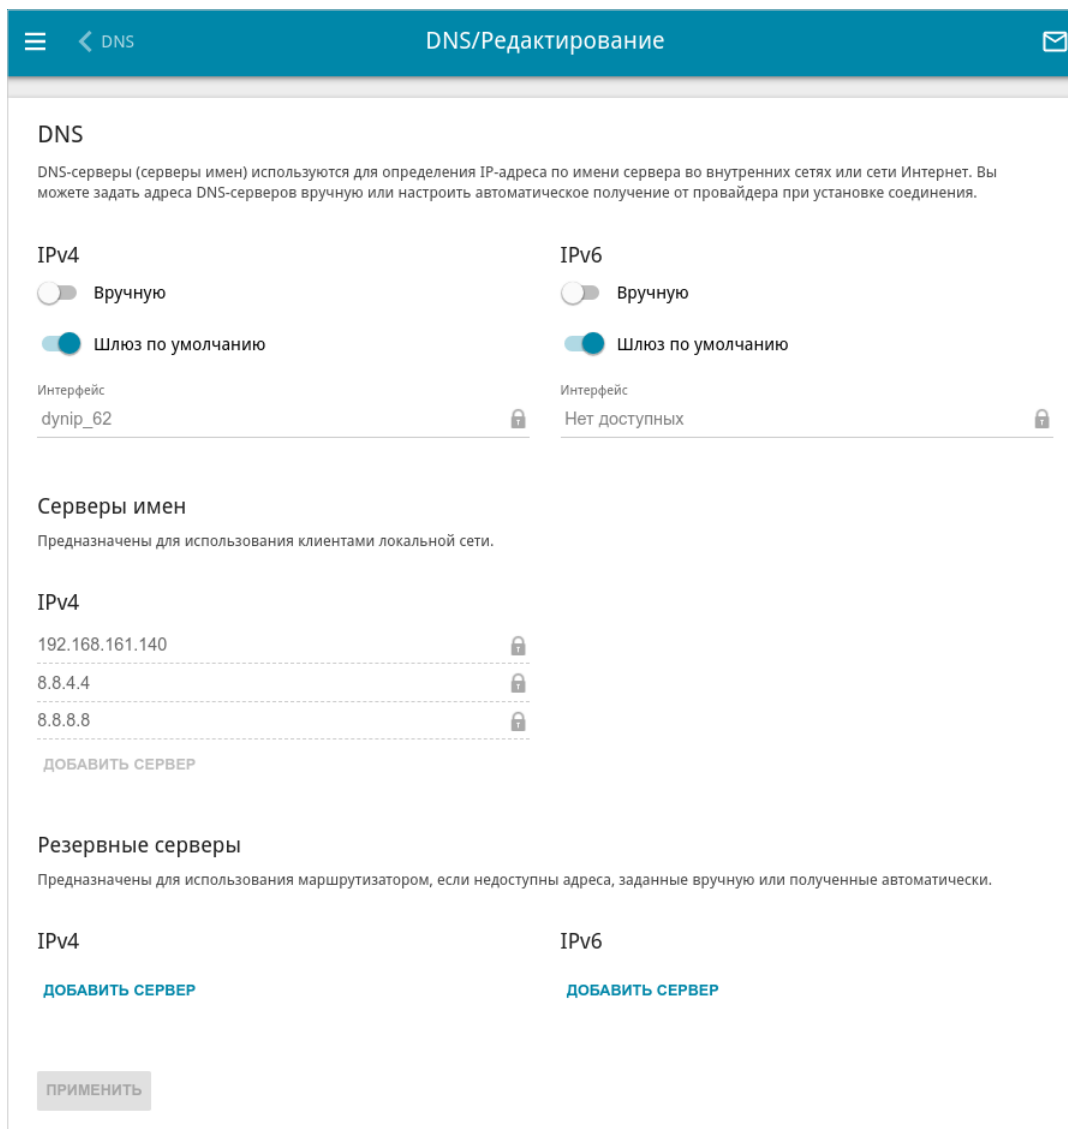 DNS
DNS/Редактирование
DNS
DNS-серверы (серверы имен) используются для определения IP-адреса по имени сервера во внутренних сетях или сети Интернет. Вы
можете задать адреса DNS-серверов вручную или настроить автоматическое получение от провайдера при установке соединения.
IPv4
Вручную
Шлюз по умолчанию
Интерфейс
dynip_62
IPv6
Вручную
Шлюз по умолчанию
Интерфейс
Нет доступных
Серверы имен
Предназначены для использования клиентами локальной сети.
IPv4
192.168.161.140
8.8.4.4
8.8.8.8
ДОБАВИТЬ СЕРВЕР
Резервные серверы
Предназначены для использования маршрутизатором, если недоступны адреса, заданные вручную или полученные автоматически.
IPv4
ДОБАВИТЬ СЕРВЕР
IPv6
ДОБАВИТЬ СЕРВЕР
ПРИМЕНИТЬ